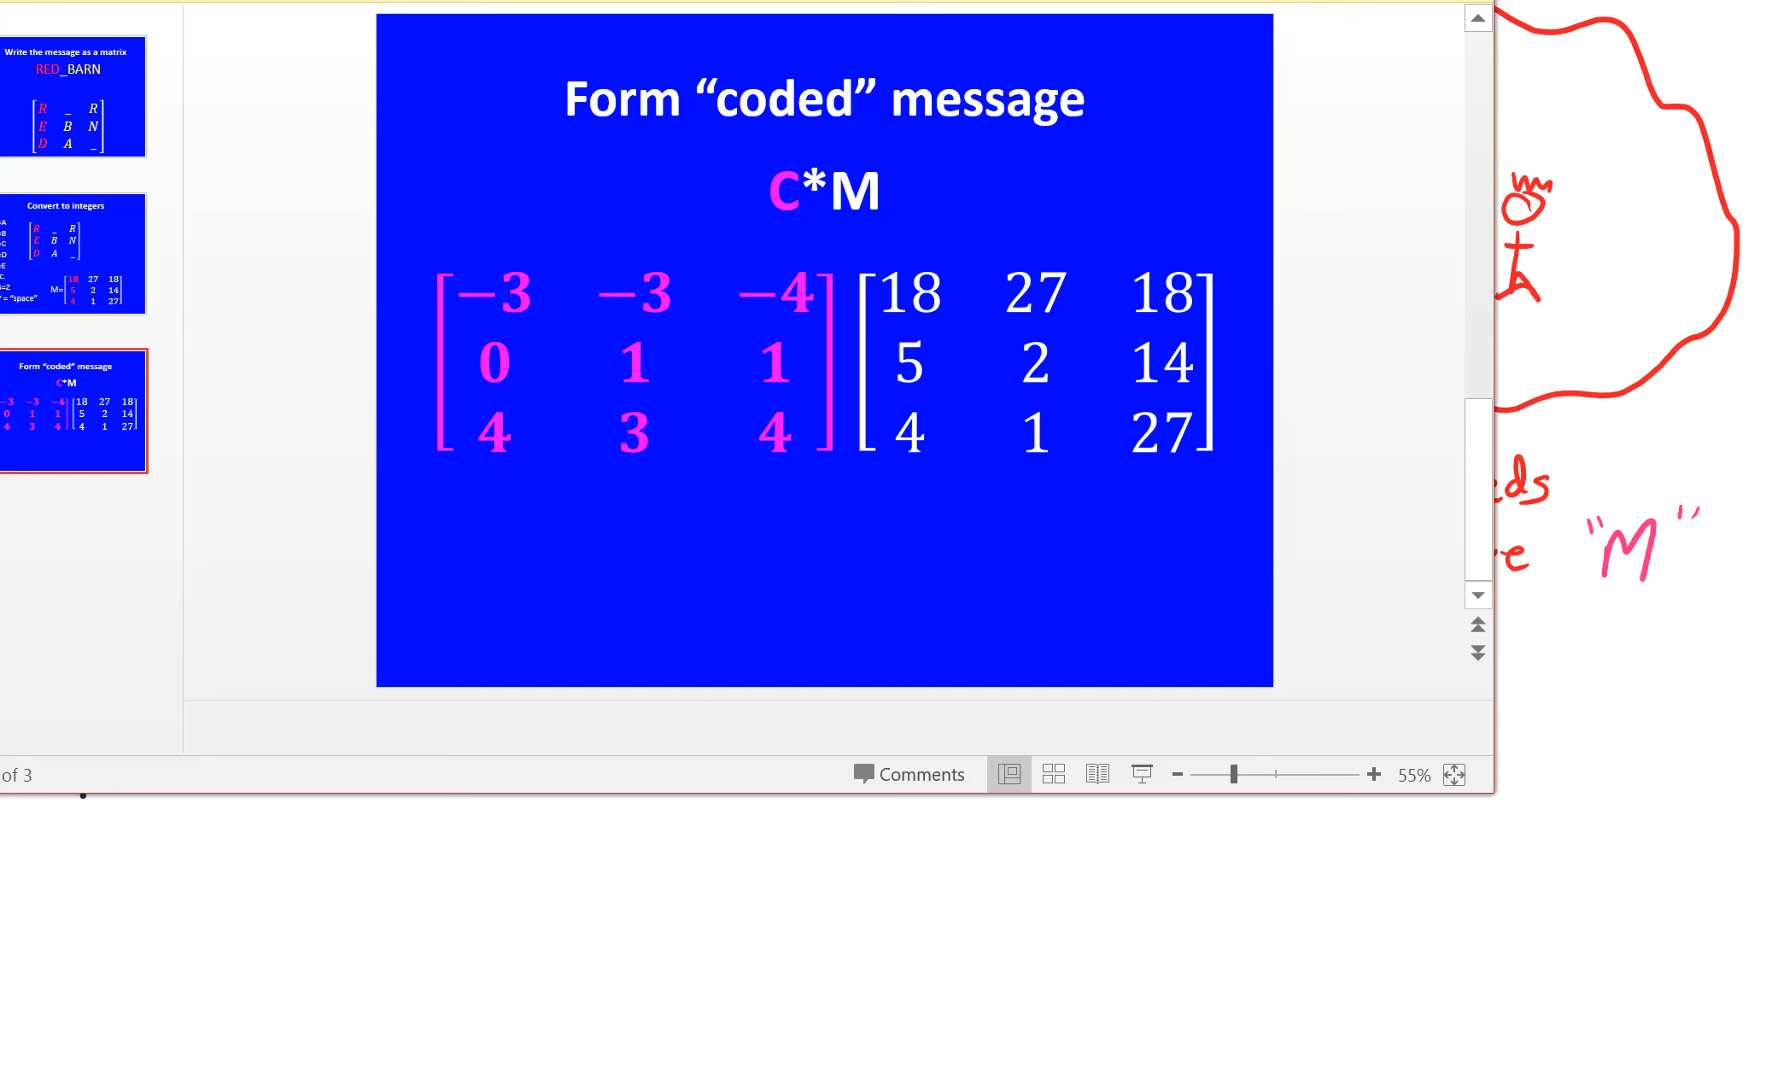 Write the message as a matrix
RED_BARN
R _ R
E B N
D A _
Convert to integers
R _ R
E B N
D A _
=Z
M= 18 27 18
5 2 14
4 1 27
= "space"
Form "coded" message
C*M
−3 −3 −4 18 27 18
0 1 1 5 2 14
4 3 4 4 1 27
Form “coded” message
C*M
−3 −3 −4 18 27 18
0 1 1 5 2 14
4 3 4 4 1 27
ds
e "M"
of 3
Comments
55%